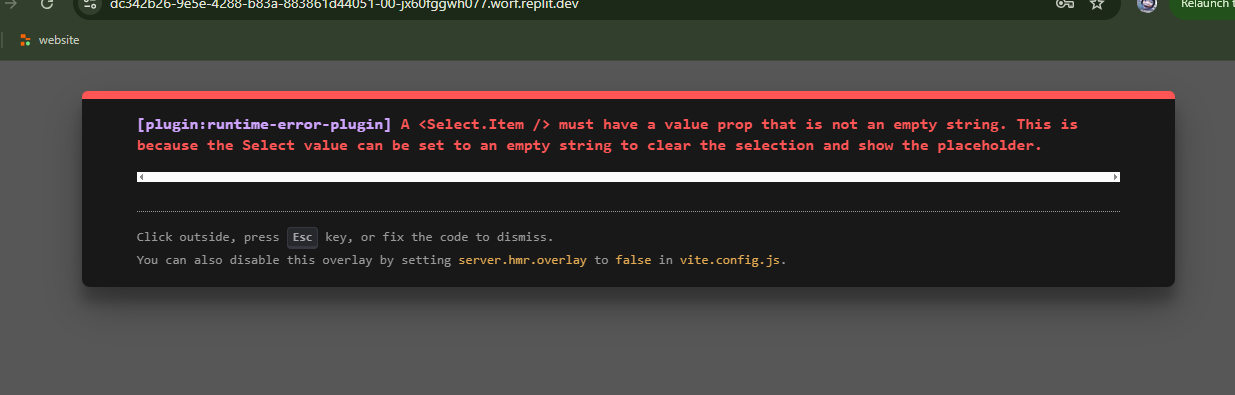 dc342b26-9e5e-4288-b83a-883861d44051-00-jx60fggwh077.worf.replit.dev
Relaunch t
website
[plugin:runtime-error-plugin] A <Select.Item /> must have a value prop that is not an empty string. This is
because the Select value can be set to an empty string to clear the selection and show the placeholder.
Click outside, press Esc key, or fix the code to dismiss.
You can also disable this overlay by setting server.hmr.overlay to false in vite.config.js.